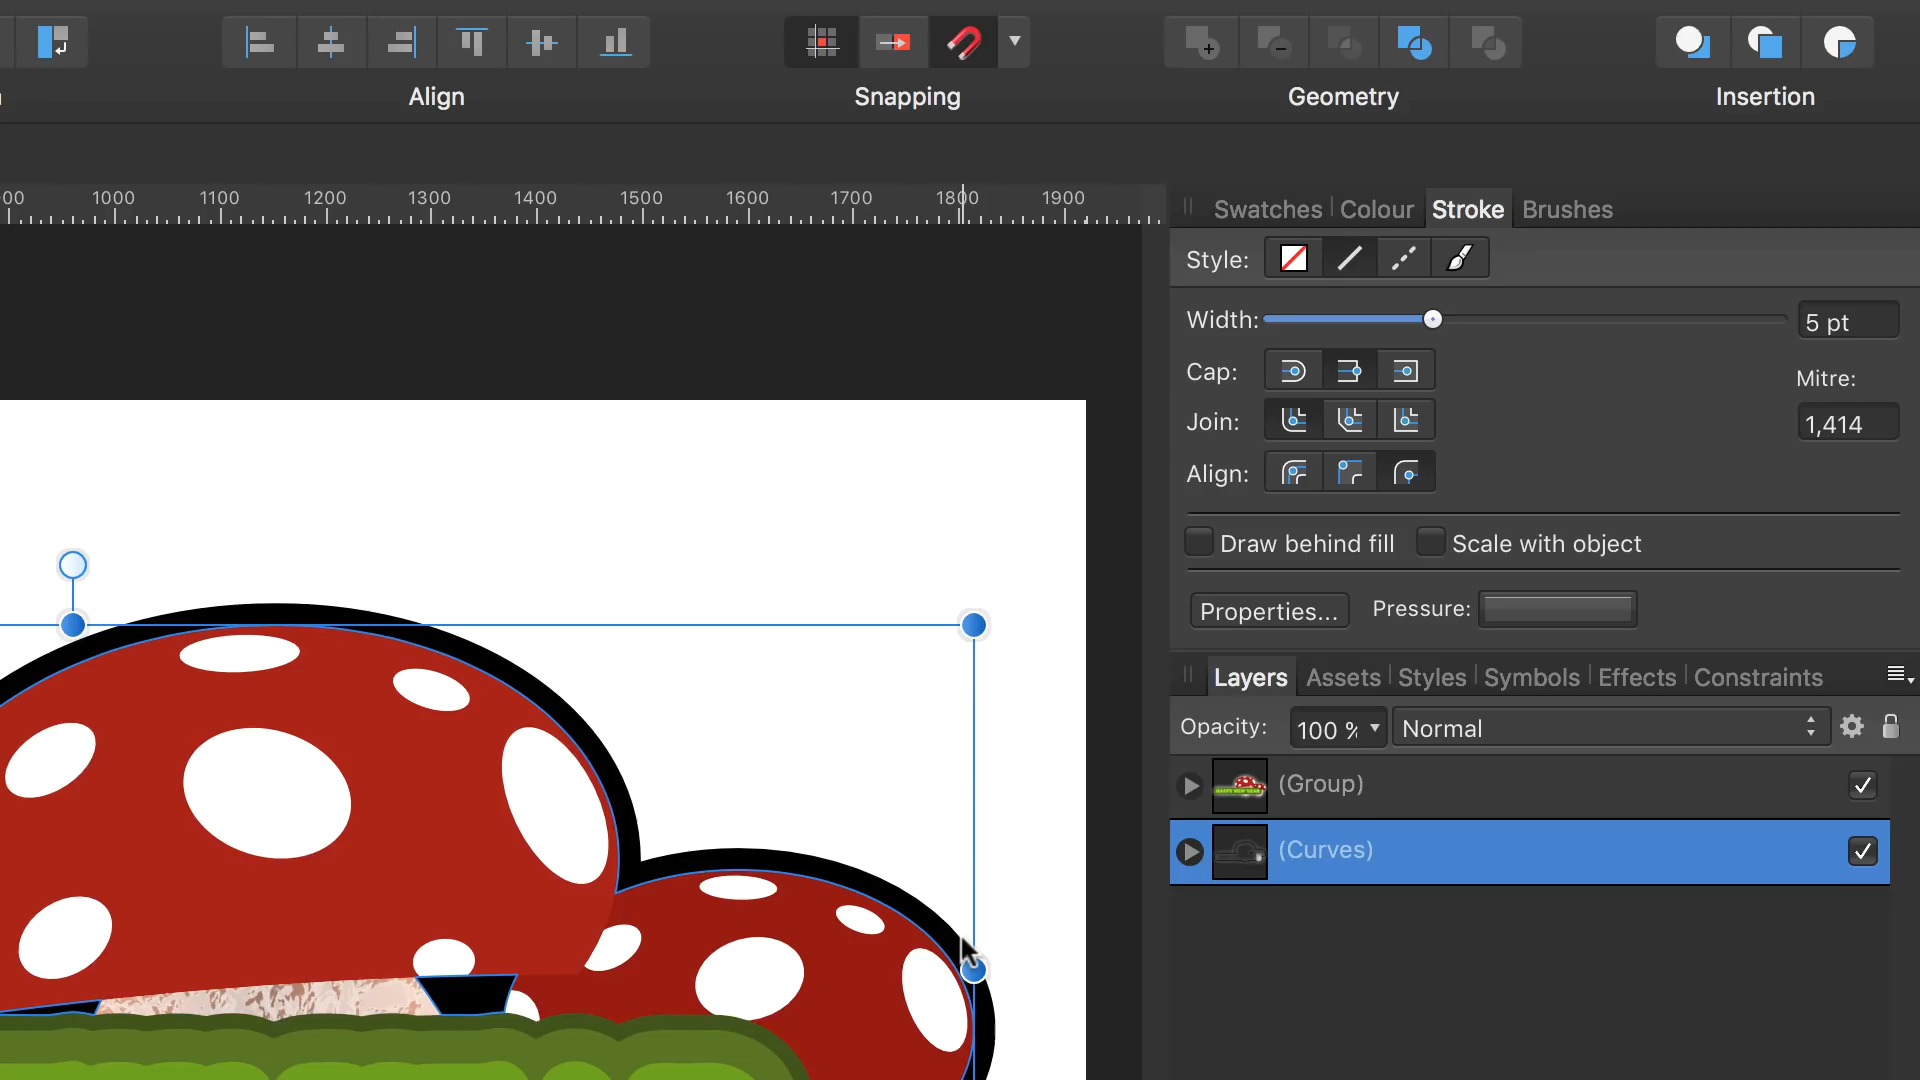 Align
Snapping
Geometry
Insertion
00 1000 1100 1200 1300 1400 1500 1600 1700 1800 1900
Swatches Colour Stroke Brushes
Style:
Width: 5 pt
Cap:
Mitre:
Join: 1,414
Align:
Draw behind fill Scale with object
Properties... Pressure:
Layers Assets Styles Symbols Effects Constraints
Opacity: 100 % Normal
(Group)
(Curves)